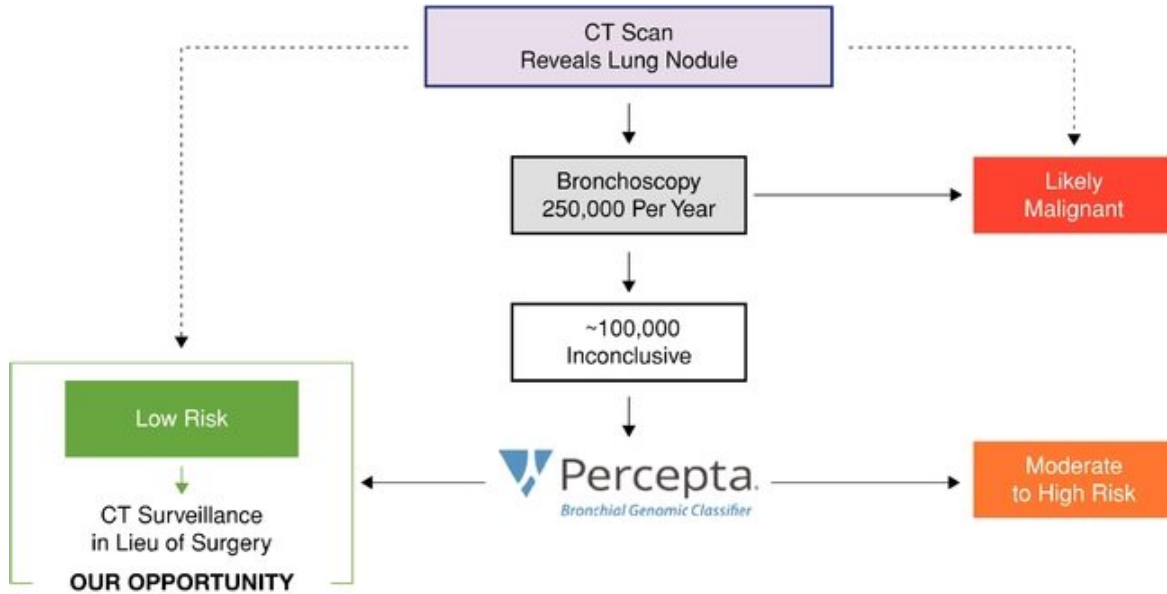 CT Scan
Reveals Lung Nodule
Bronchoscopy
250,000 Per Year
Likely
Malignant
~100,000
Inconclusive
Low Risk
CT Surveillance
in Lieu of Surgery
OUR OPPORTUNITY
Percepta.
Bronchial Genomic Classifier
Moderate
to High Risk